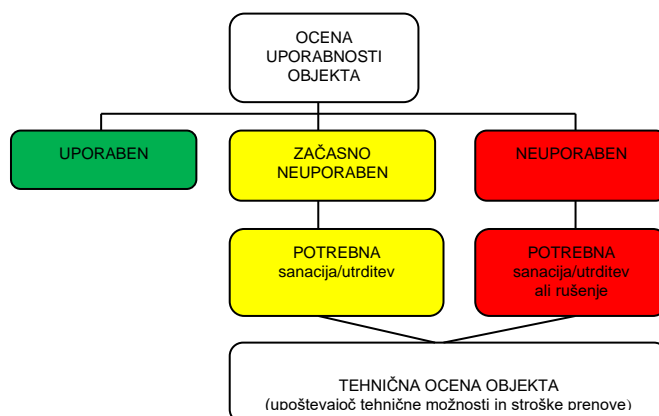 OCENA
UPORABNOSTI
OBJEKTA
UPORABEN
ZAČASNO
NEUPORABEN
NEUPORABEN
POTREBNA
sanacija/utrditev
POTREBNA
sanacija/utrditev
ali rušenje
TEHNIČNA OCENA OBJEKTA
(upoštevajoč tehnične možnosti in stroške prenove)